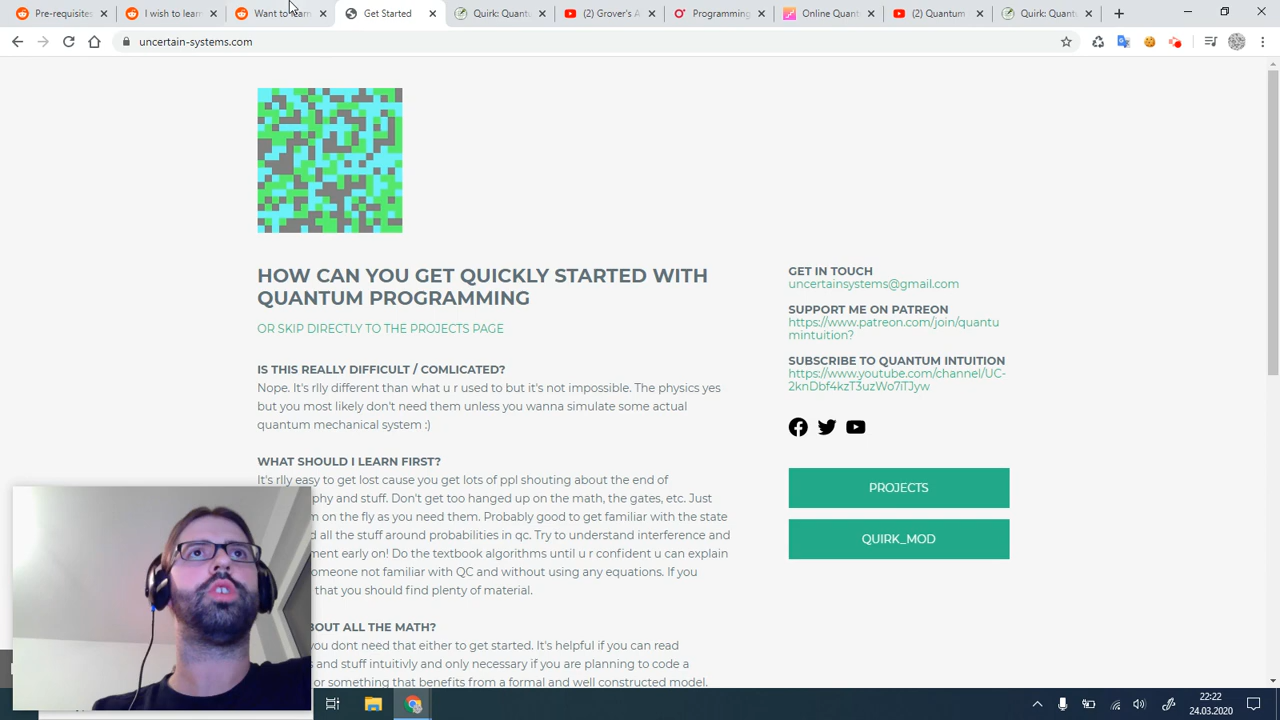 Pre-requisites
I wish to learn
Want to learn
Get Started
Quirk: Quantu
(2) Grover's A
Programming
Online Quant
(2) Quantum
Quirk: Quantu
uncertain-systems.com
HOW CAN YOU GET QUICKLY STARTED WITH
QUANTUM PROGRAMMING
OR SKIP DIRECTLY TO THE PROJECTS PAGE
IS THIS REALLY DIFFICULT / COMLICATED?
Nope. It's rlly different than what u r used to but it's not impossible. The physics yes
but you most likely don't need them unless you wanna simulate some actual
quantum mechanical system :)
WHAT SHOULD I LEARN FIRST?
It's rlly easy to get lost cause you get lots of ppl shouting about the end of
phy and stuff. Don't get too hanged up on the math, the gates, etc. Just
m on the fly as you need them. Probably good to get familiar with the state
d all the stuff around probabilities in qc. Try to understand interference and
ment early on! Do the textbook algorithms until u r confident u can explain
omeone not familiar with QC and without using any equations. If you
that you should find plenty of material.
BOUT ALL THE MATH?
you dont need that either to get started. It's helpful if you can read
s and stuff intuitivly and only necessary if you are planning to code a
or something that benefits from a formal and well constructed model.
GET IN TOUCH
uncertainsystems@gmail.com
SUPPORT ME ON PATREON
https://www.patreon.com/join/quantu
mintuition?
SUBSCRIBE TO QUANTUM INTUITION
https://www.youtube.com/channel/UC-
2knDbf4kzT3uzWo7iTJyw
PROJECTS
QUIRK_MOD
22:22
24.03.2020